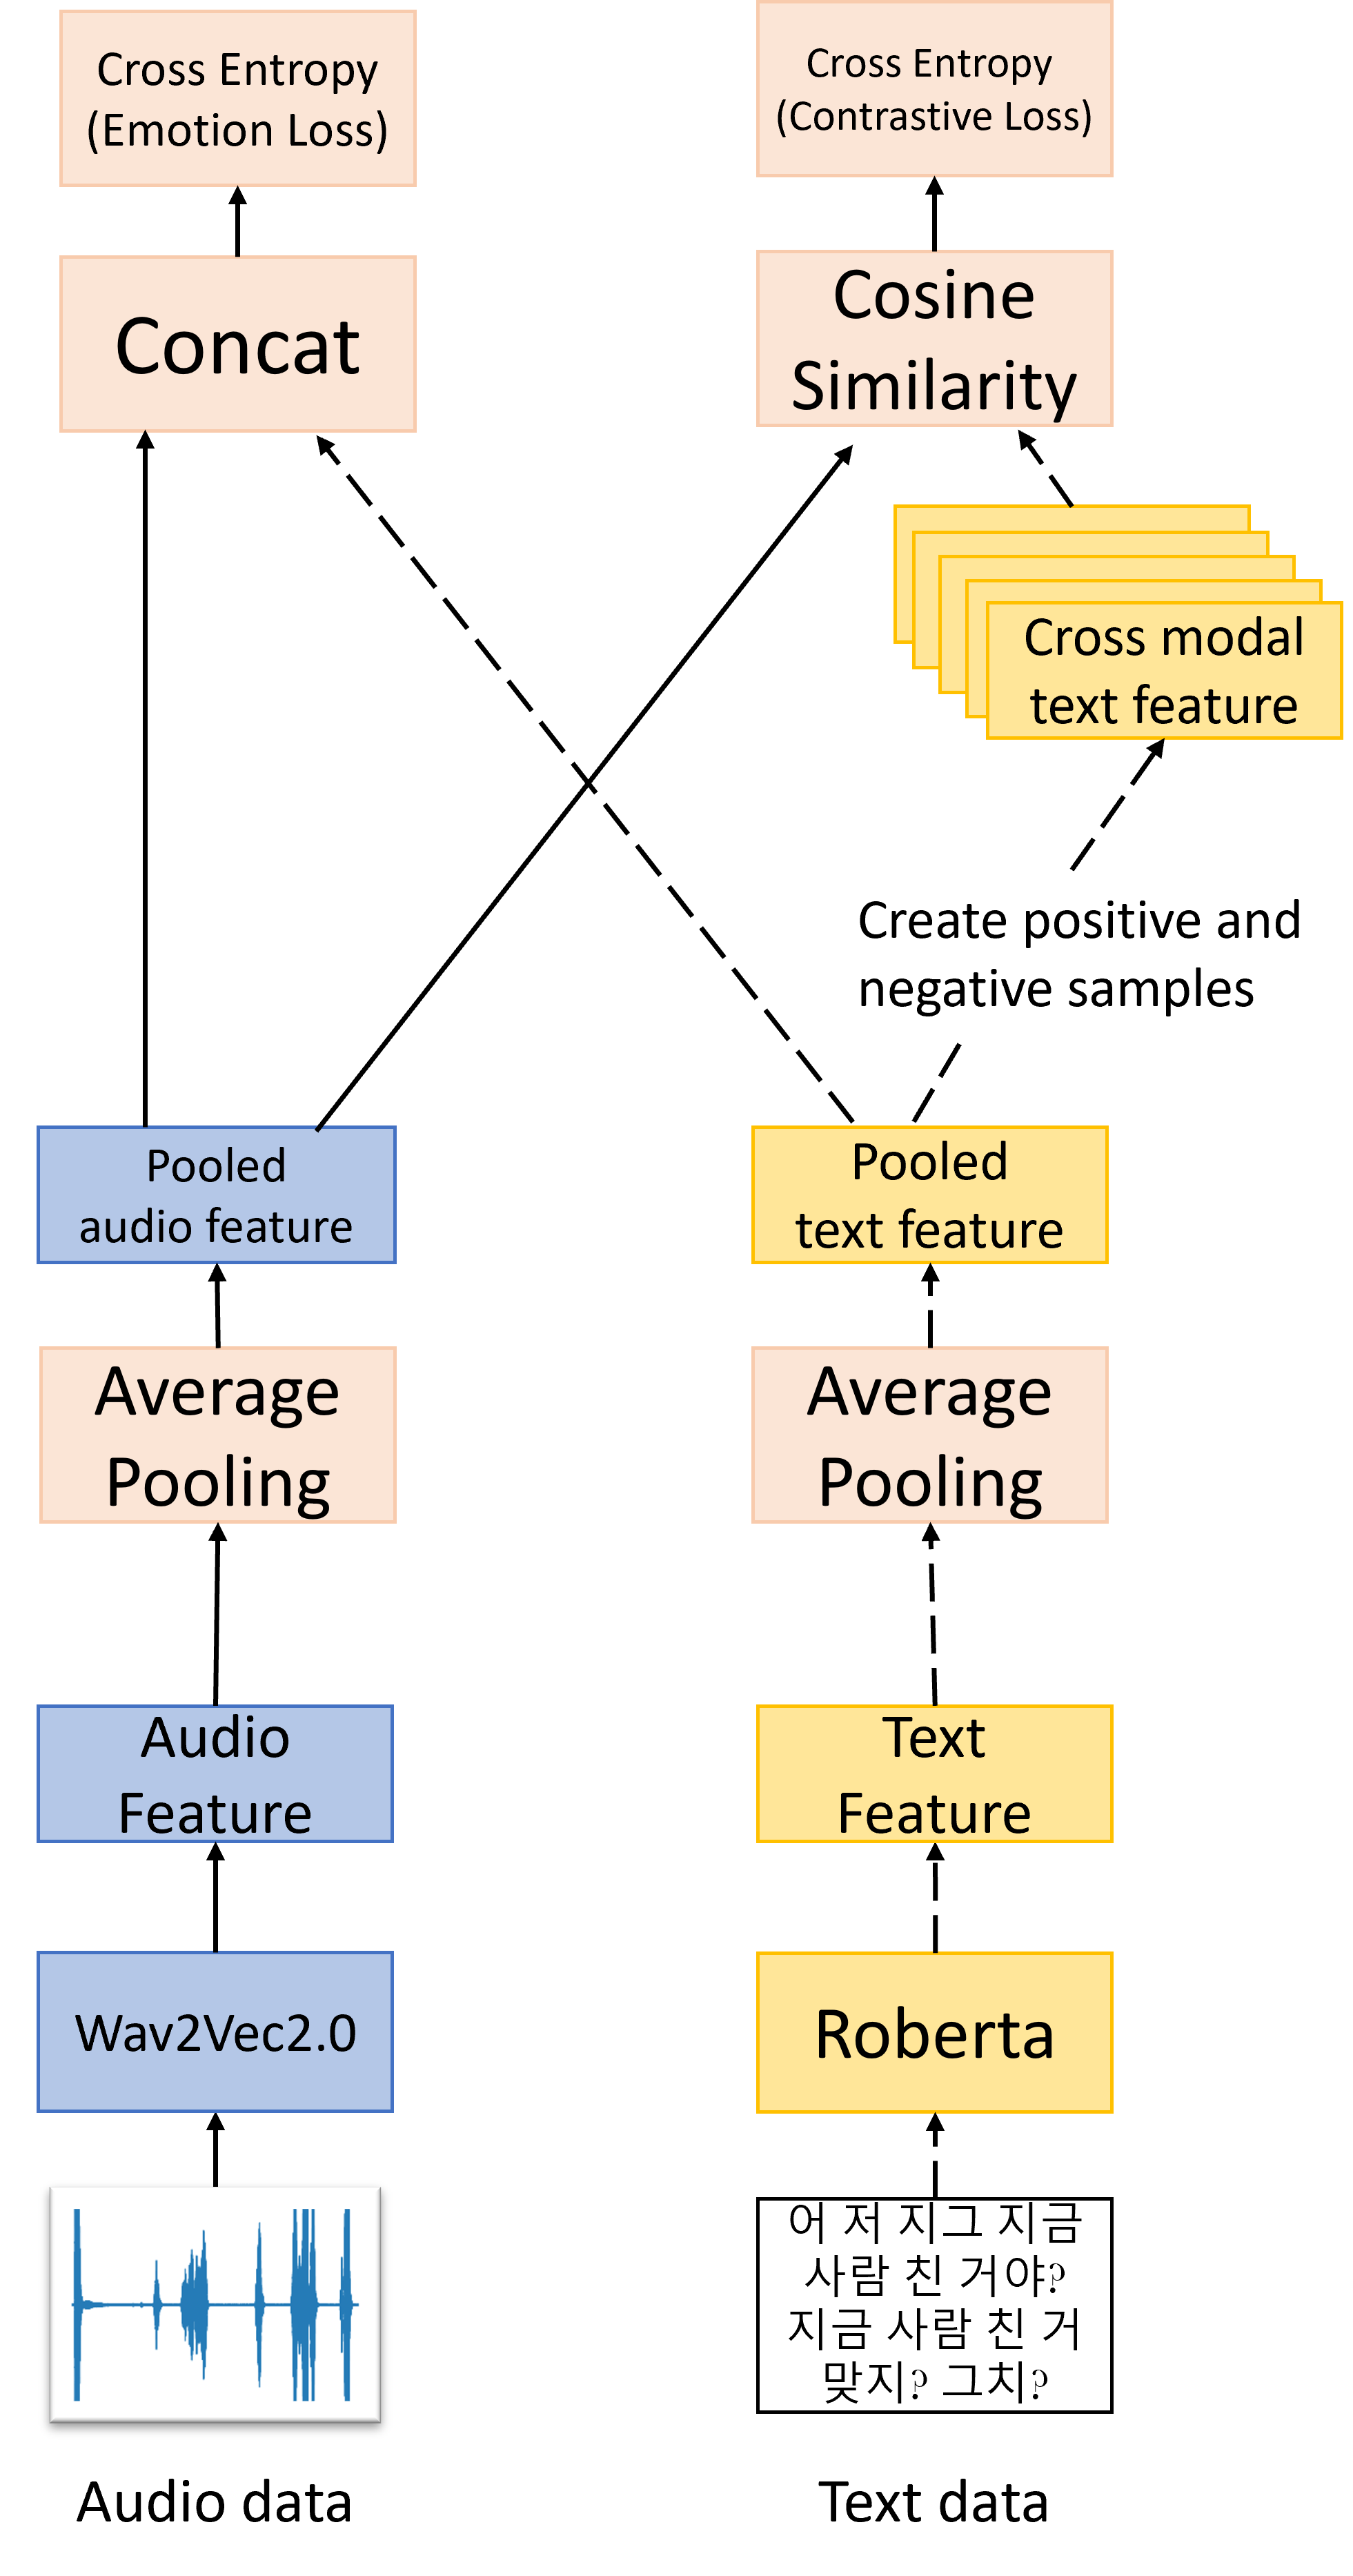 Cross Entropy
(Emotion Loss)
Cross Entropy
(Contrastive Loss)
Concat
Cosine
Similarity
Cross modal
text feature
Create positive and
negative samples
Pooled
audio feature
Pooled
text feature
Average
Pooling
Average
Pooling
Audio
Feature
Text
Feature
Wav2Vec2.0
Roberta
어 저 지그 지금
사람 친 거야?
지금 사람 친 거
맞지? 그치?
Audio data
Text data